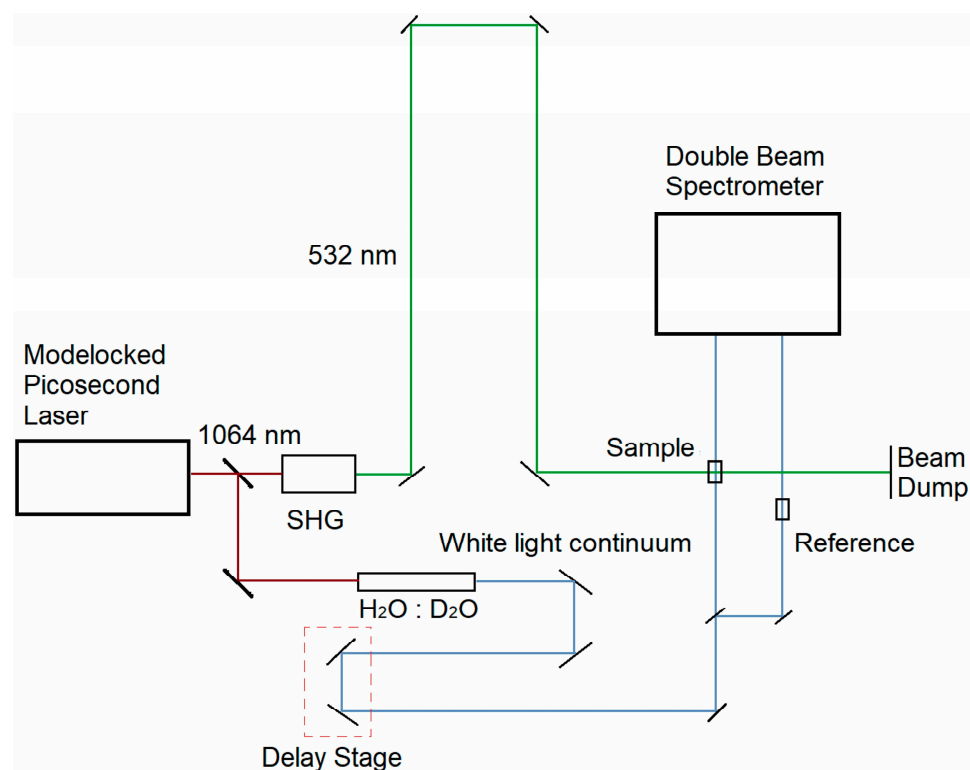 Double Beam
Spectrometer
532 nm
Modelocked
Picosecond
Laser
1064 nm
SHG
Sample
Beam
Dump
White light continuum
Reference
H₂O : D₂O
Delay Stage